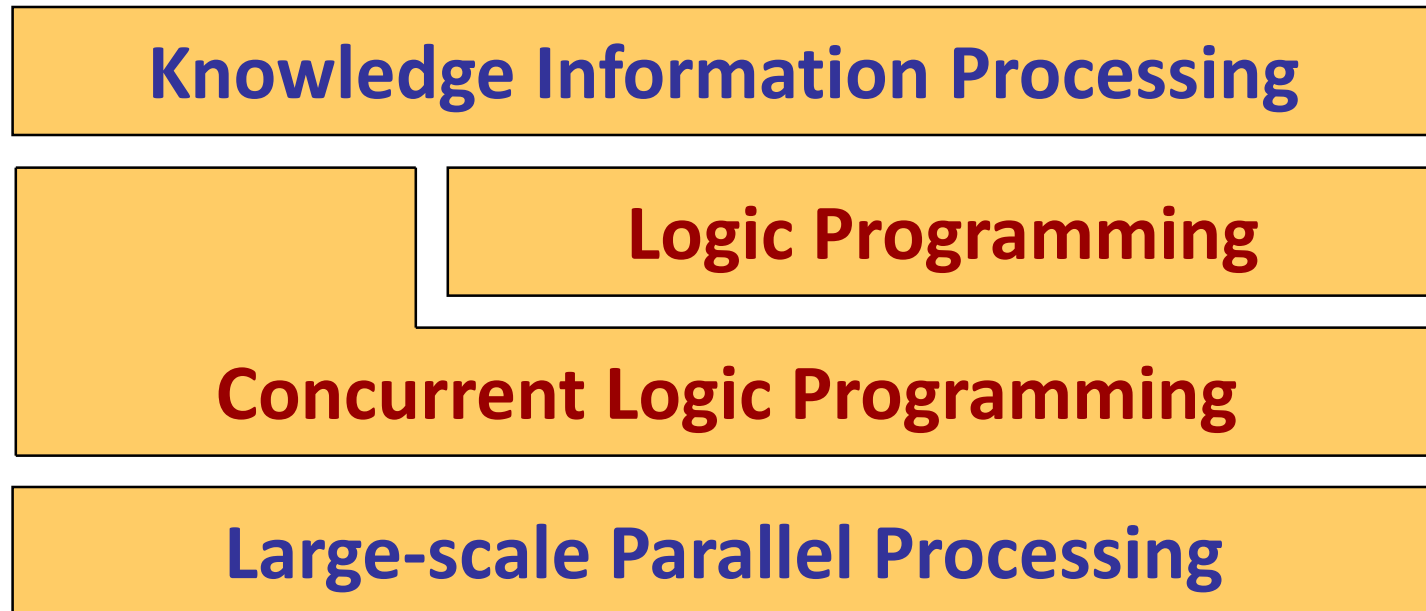 Knowledge Information Processing
Logic Programming
Concurrent Logic Programming
Large-scale Parallel Processing